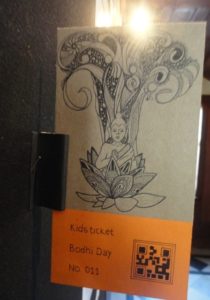 Kids ticket
Bodhi Day
No. 011